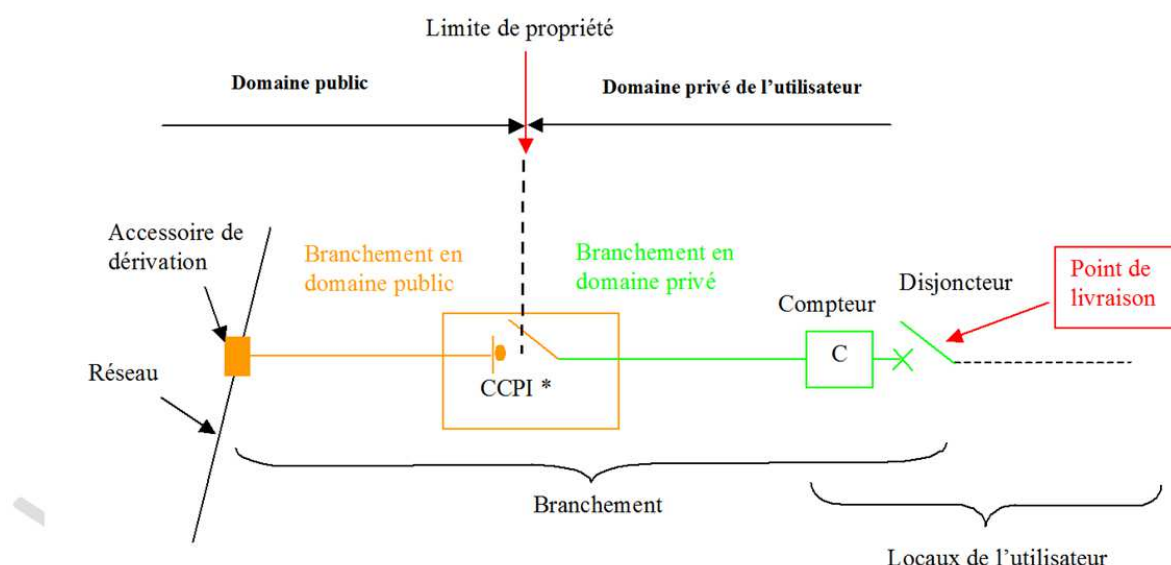 Limite de propriété
Domaine public
Domaine privé de l’utilisateur
Accessoire de
dérivation
Branchement en
domaine public
Branchement en
domaine privé
Compteur
Disjoncteur
Point de
livraison
C
Réseau
CCPI *
Branchement
Locaux de l’utilisateur